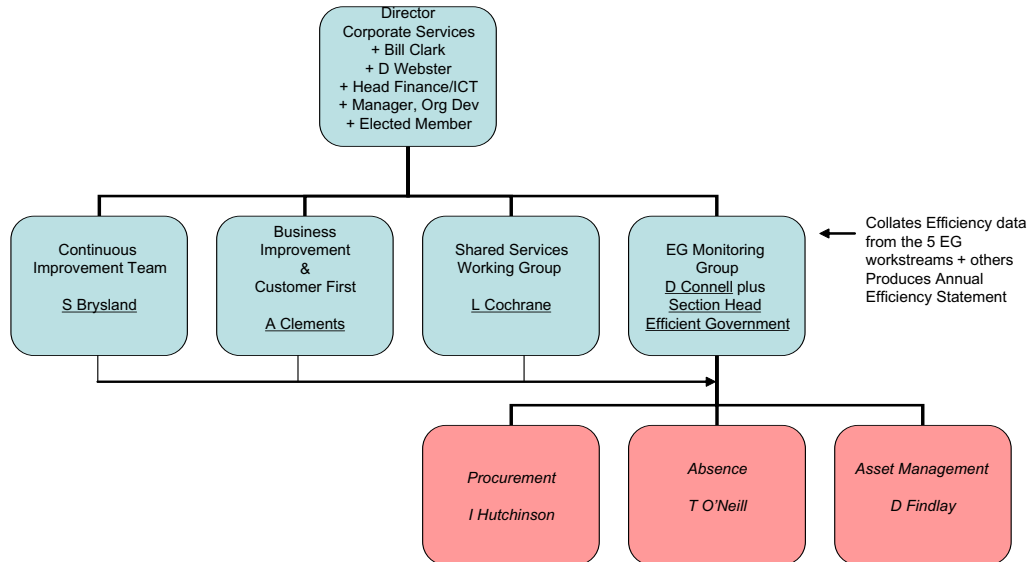 Director
Corporate Services
+ Bill Clark
+ D Webster
+ Head Finance/ICT
+ Manager, Org Dev
+ Elected Member
Continuous
Improvement Team
S Brysland
Business
Improvement
&
Customer First
A Clements
Shared Services
Working Group
L Cochrane
EG Monitoring
Group
D Connell plus
Section Head
Efficient Government
Collates Efficiency data
from the 5 EG
workstreams + others
Produces Annual
Efficiency Statement
Procurement
I Hutchinson
Absence
T O'Neill
Asset Management
D Findlay